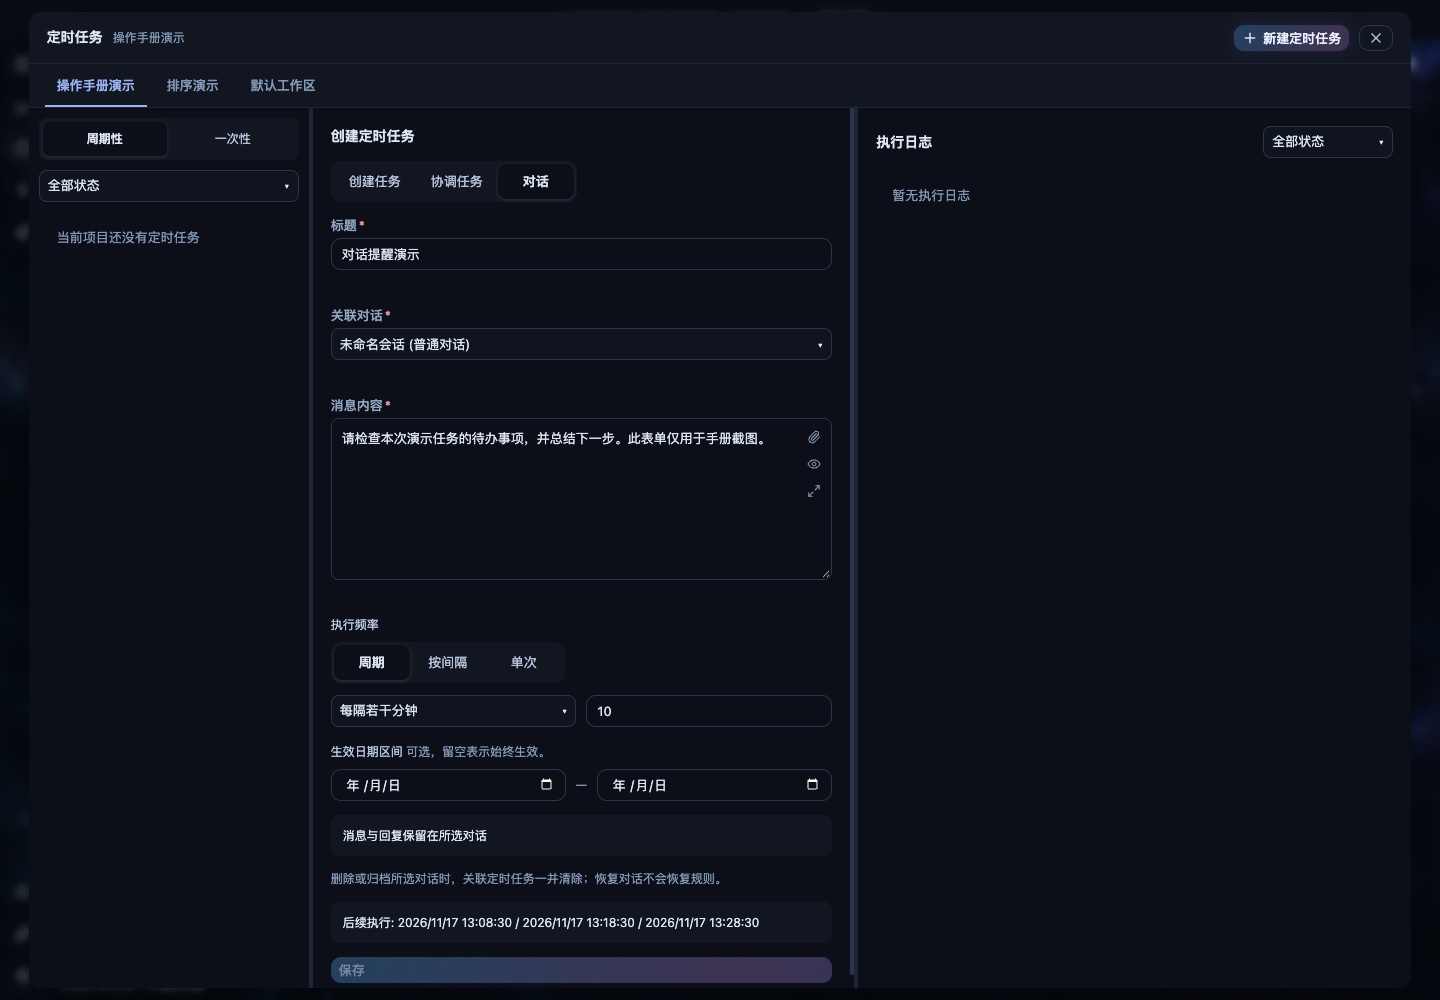 定时任务 操作手册演示
新建定时任务
操作手册演示 排序演示 默认工作区
周期性 一次性
全部状态
当前项目还没有定时任务
创建定时任务
创建任务 协调任务 对话
标题*
对话提醒演示
关联对话*
未命名会话 (普通对话)
消息内容*
请检查本次演示任务的待办事项，并总结下一步。此表单仅用于手册截图。
执行频率
周期 按间隔 单次
每隔若干分钟 10
生效日期区间 可选，留空表示始终生效。
年 /月/日 — 年 /月/日
消息与回复保留在所选对话
删除或归档所选对话时，关联定时任务一并清除；恢复对话不会恢复规则。
后续执行: 2026/11/17 13:08:30 / 2026/11/17 13:18:30 / 2026/11/17 13:28:30
保存
执行日志 全部状态
暂无执行日志